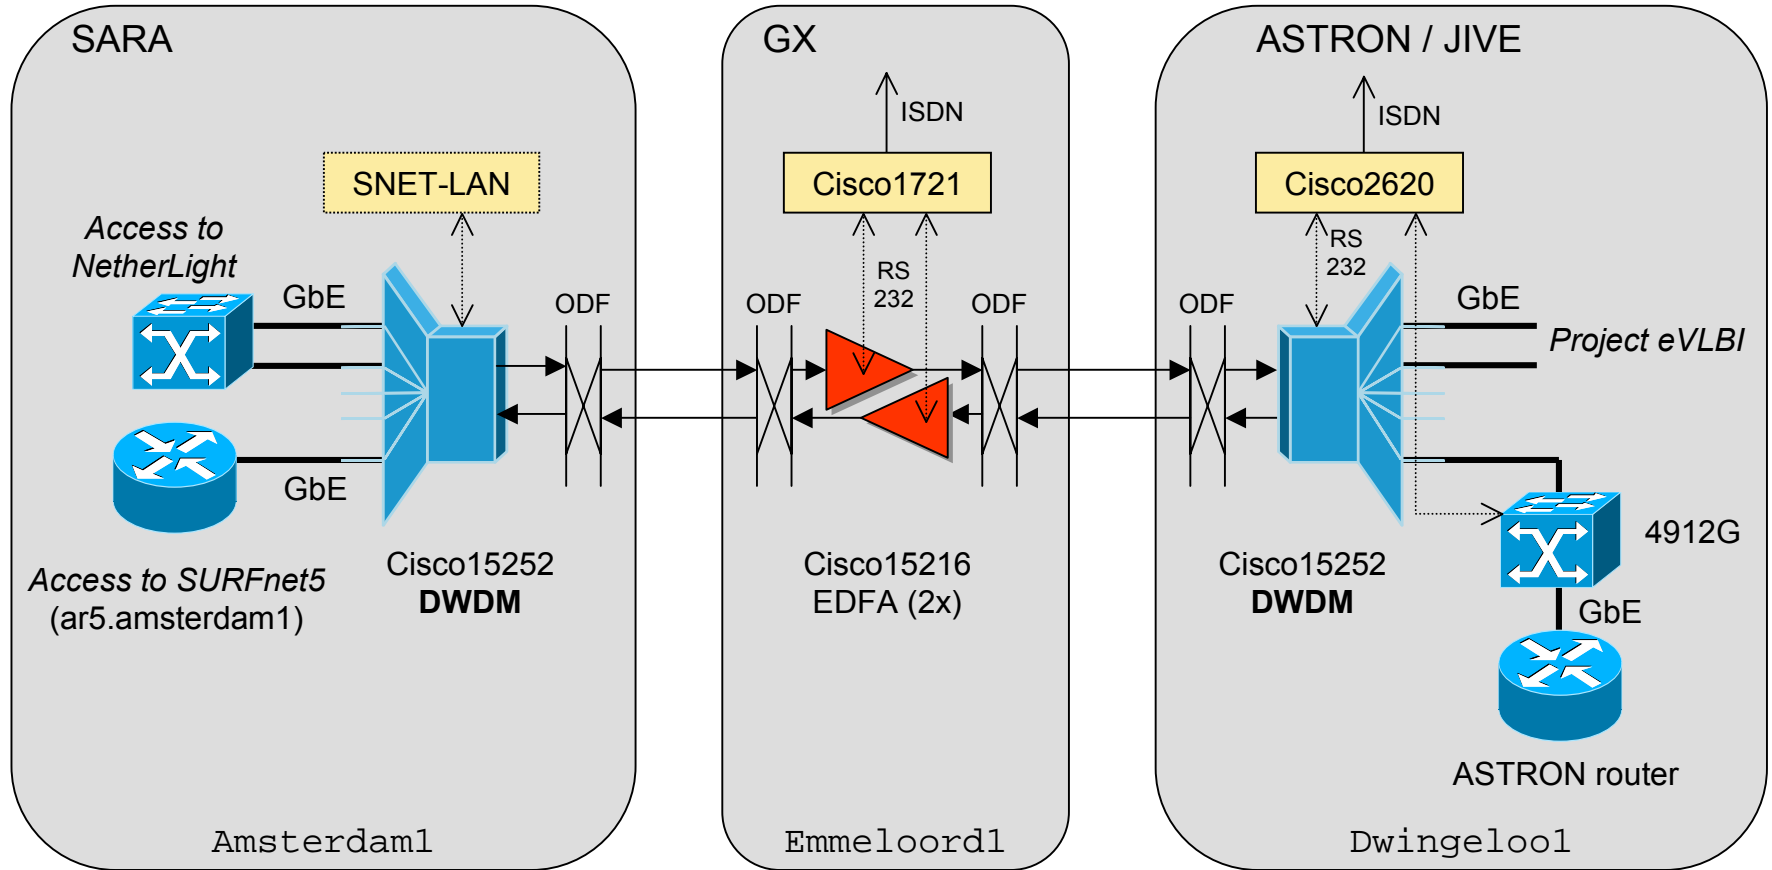 SARA
SNET-LAN
Access to
NetherLight
GbE
ODF
GbE
Access to SURFnet5
(ar5.amsterdam1)
Cisco15252
DWDM
Amsterdam1
GX
ISDN
Cisco1721
RS
232
ODF
ODF
Cisco15216
EDFA (2x)
Emmeloord1
ASTRON / JIVE
ISDN
Cisco2620
RS
232
ODF
GbE
Project eVLBI
Cisco15252
DWDM
4912G
GbE
ASTRON router
Dwingeloo1